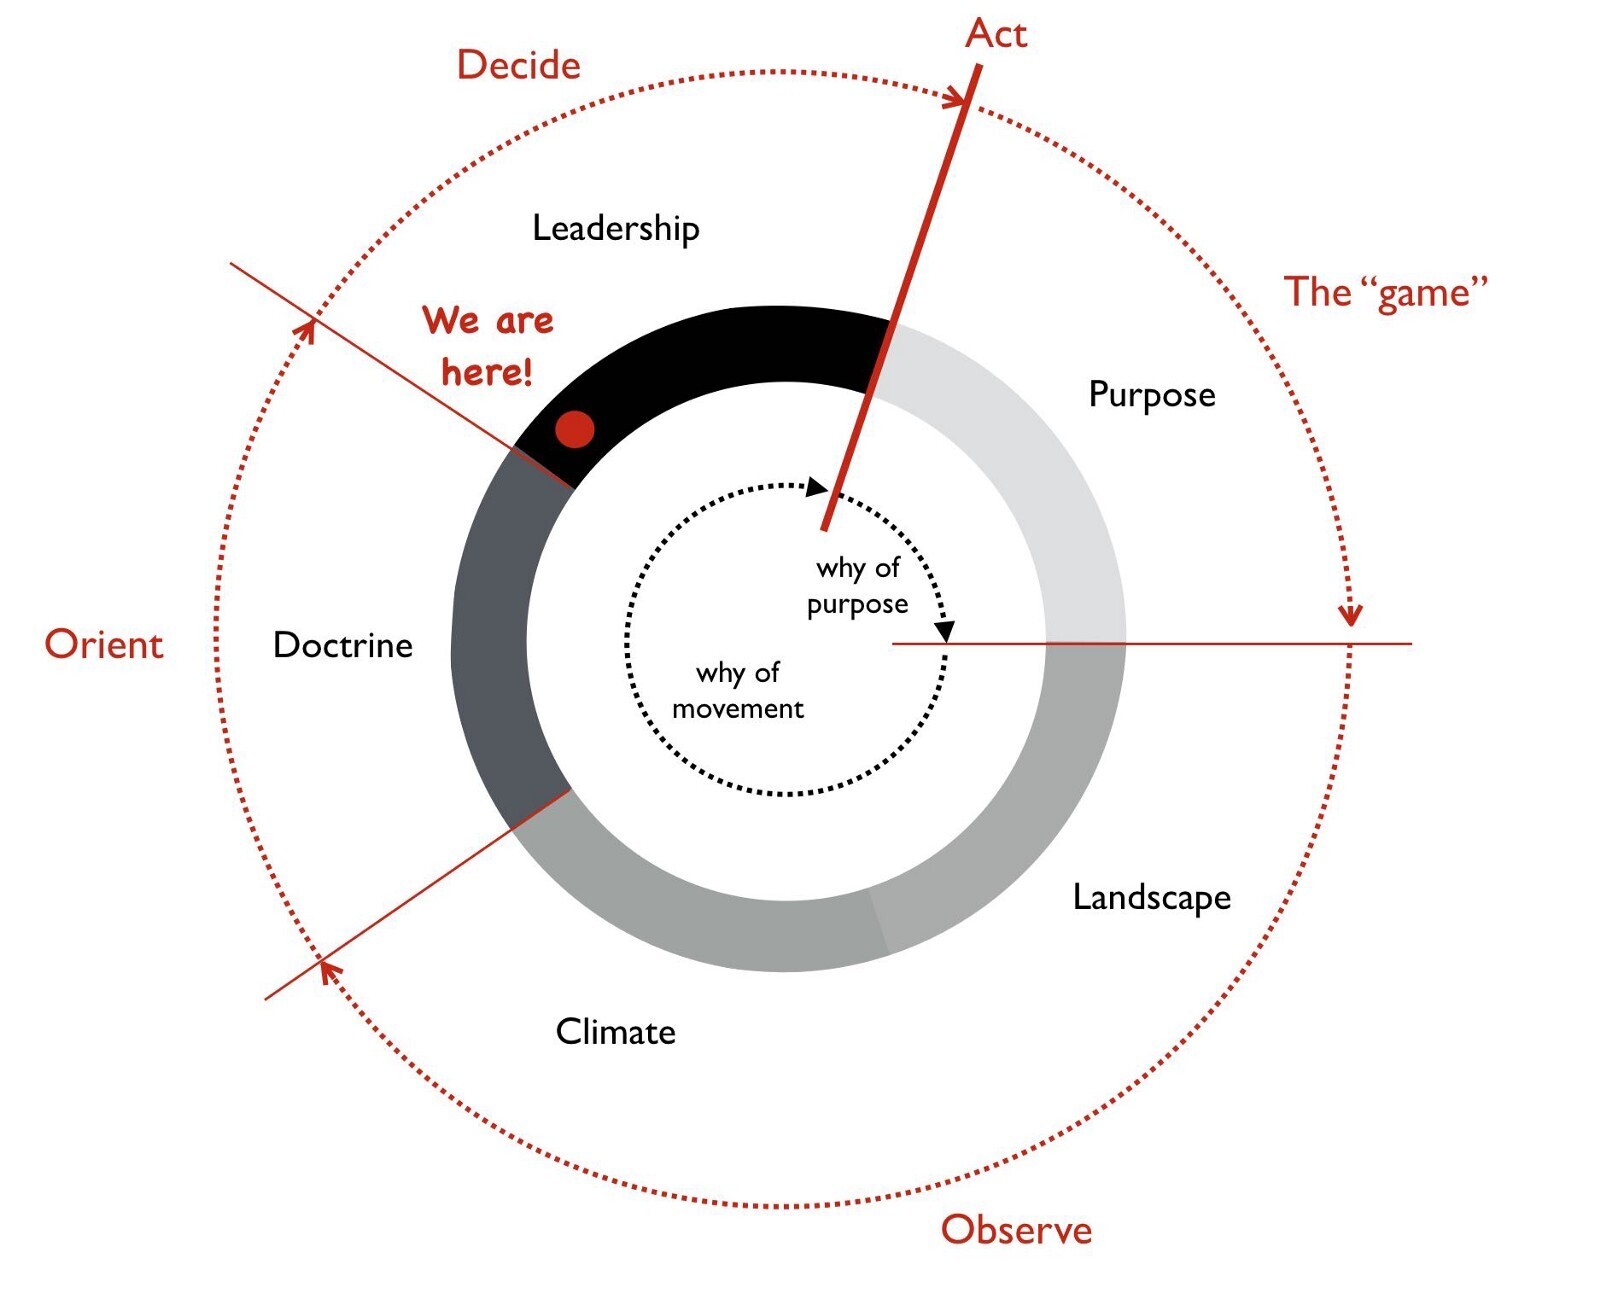 Act
Decide
Leadership
The “game”
We are
here!
Purpose
why of
purpose
Orient
Doctrine
why of
movement
Landscape
Climate
Observe